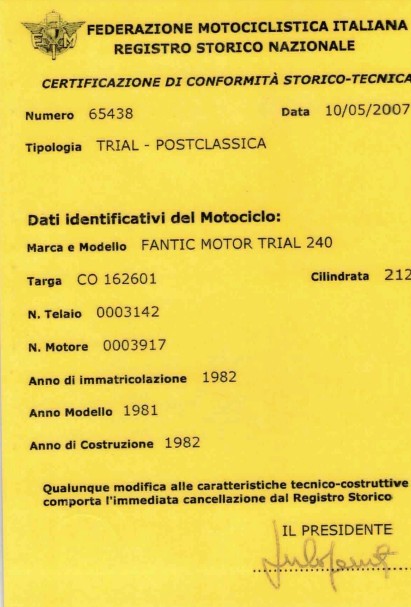 FEDERAZIONE MOTOCICLISTICA ITALIANA
REGISTRO STORICO NAZIONALE
CERTIFICAZIONE DI CONFORMITÀ STORICO-TECNICA
Numero 65438 Data 10/05/2007
Tipologia TRIAL - POSTCLASSICA
Dati identificativi del Motociclo:
Marca e Modello FANTIC MOTOR TRIAL 240
Targa CO 162601 Cilindrata 212
N. Telaio 0003142
N. Motore 0003917
Anno di immatricolazione 1982
Anno Modello 1981
Anno di Costruzione 1982
Qualunque modifica alle caratteristiche tecnico-costruttive
comporta l'immediata cancellazione dal Registro Storico
IL PRESIDENTE